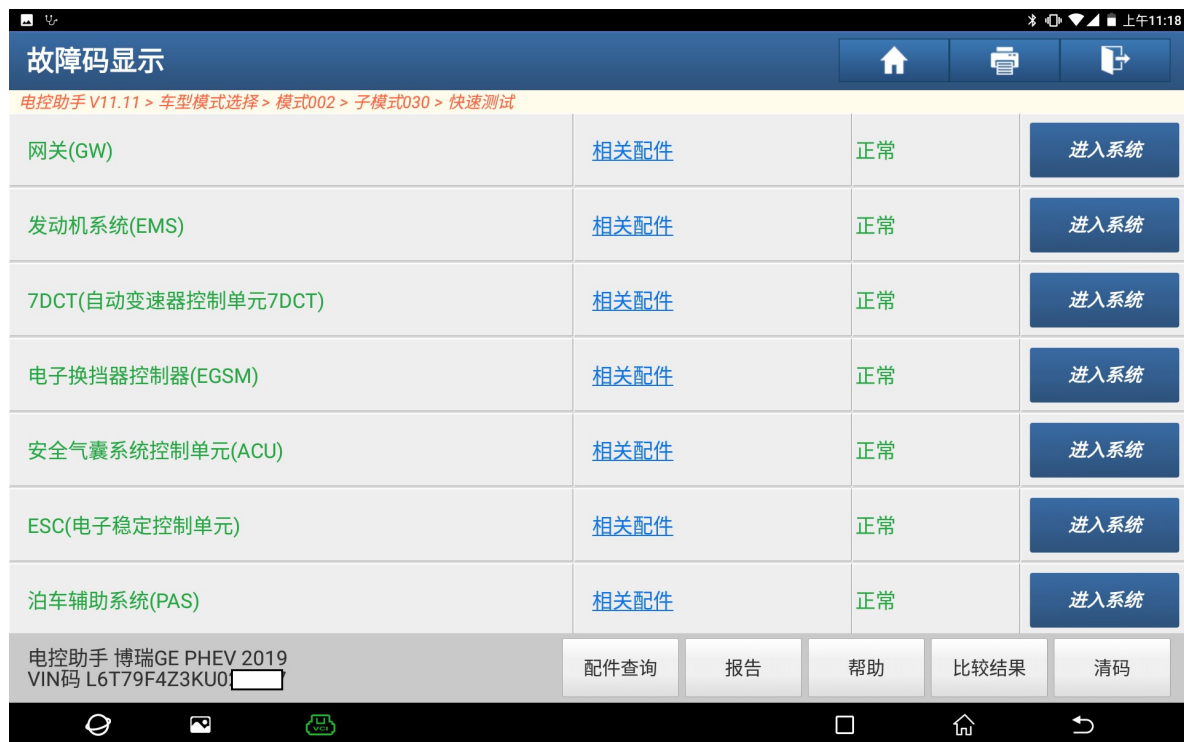 上午11:18
故障码显示
电控助手 V11.11 > 车型模式选择 > 模式002 > 子模式030 > 快速测试
网关(GW) 相关配件 正常 进入系统
发动机系统(EMS) 相关配件 正常 进入系统
7DCT(自动变速器控制单元7DCT) 相关配件 正常 进入系统
电子换挡器控制器(EGSM) 相关配件 正常 进入系统
安全气囊系统控制单元(ACU) 相关配件 正常 进入系统
ESC(电子稳定控制单元) 相关配件 正常 进入系统
泊车辅助系统(PAS) 相关配件 正常 进入系统
电控助手 博瑞GE PHEV 2019
VIN码 L6T79F4Z3KU0
配件查询 报告 帮助 比较结果 清码
VCI